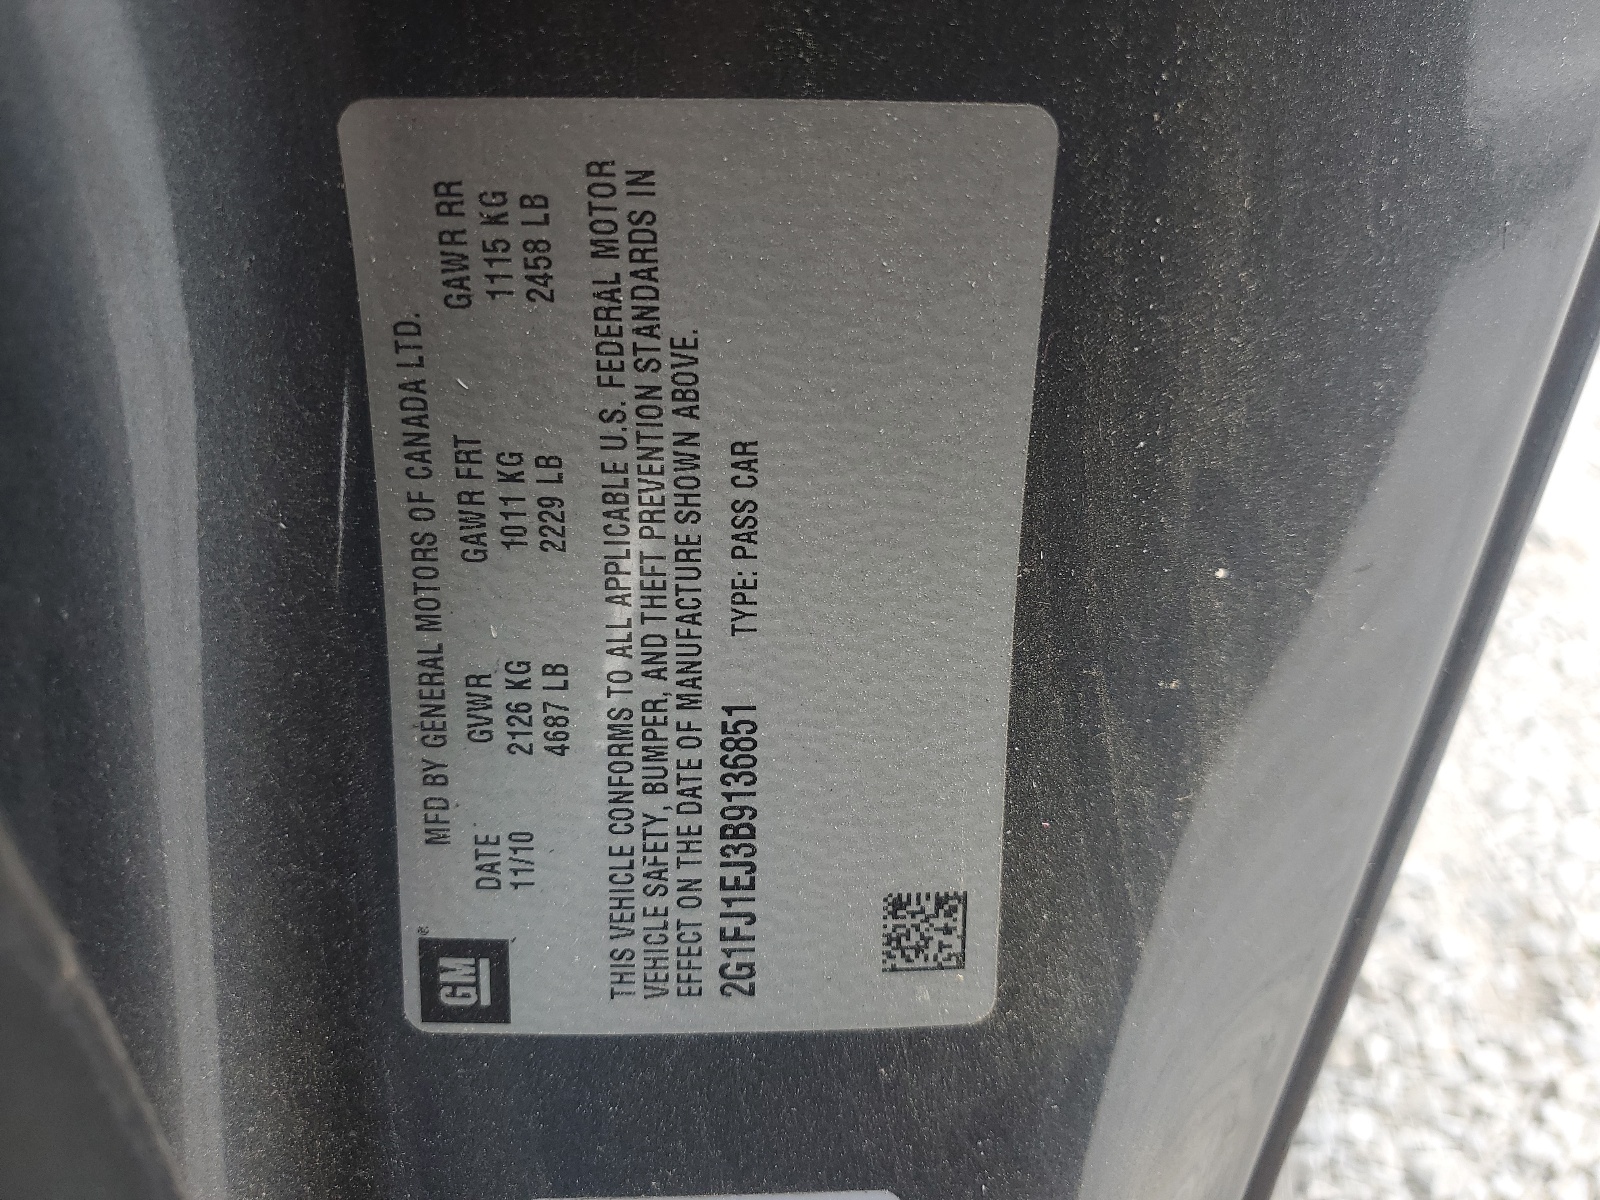 GM®
MFD BY GENERAL MOTORS OF CANADA LTD.
DATE GVWR GAWR FRT GAWR RR
11/10 2126 KG 1011 KG 1115 KG
4687 LB 2229 LB 2458 LB
THIS VEHICLE CONFORMS TO ALL APPLICABLE U.S. FEDERAL MOTOR
VEHICLE SAFETY, BUMPER, AND THEFT PREVENTION STANDARDS IN
EFFECT ON THE DATE OF MANUFACTURE SHOWN ABOVE.
2G1FJ1EJ3B9136851 TYPE: PASS CAR